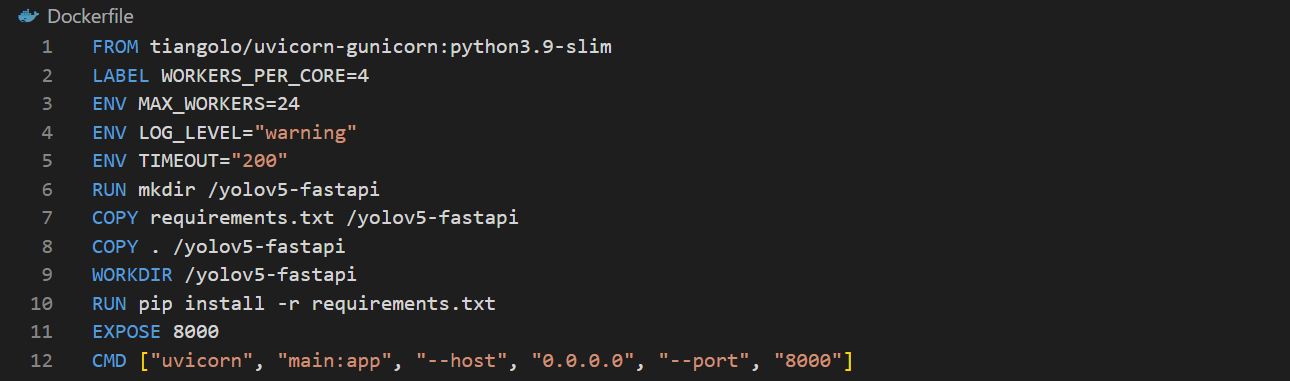 Dockerfile
1 FROM tiangolo/uvicorn-gunicorn:python3.9-slim
2 LABEL WORKERS_PER_CORE=4
3 ENV MAX_WORKERS=24
4 ENV LOG_LEVEL="warning"
5 ENV TIMEOUT="200"
6 RUN mkdir /yolov5-fastapi
7 COPY requirements.txt /yolov5-fastapi
8 COPY . /yolov5-fastapi
9 WORKDIR /yolov5-fastapi
10 RUN pip install -r requirements.txt
11 EXPOSE 8000
12 CMD ["uvicorn", "main:app", "--host", "0.0.0.0", "--port", "8000"]